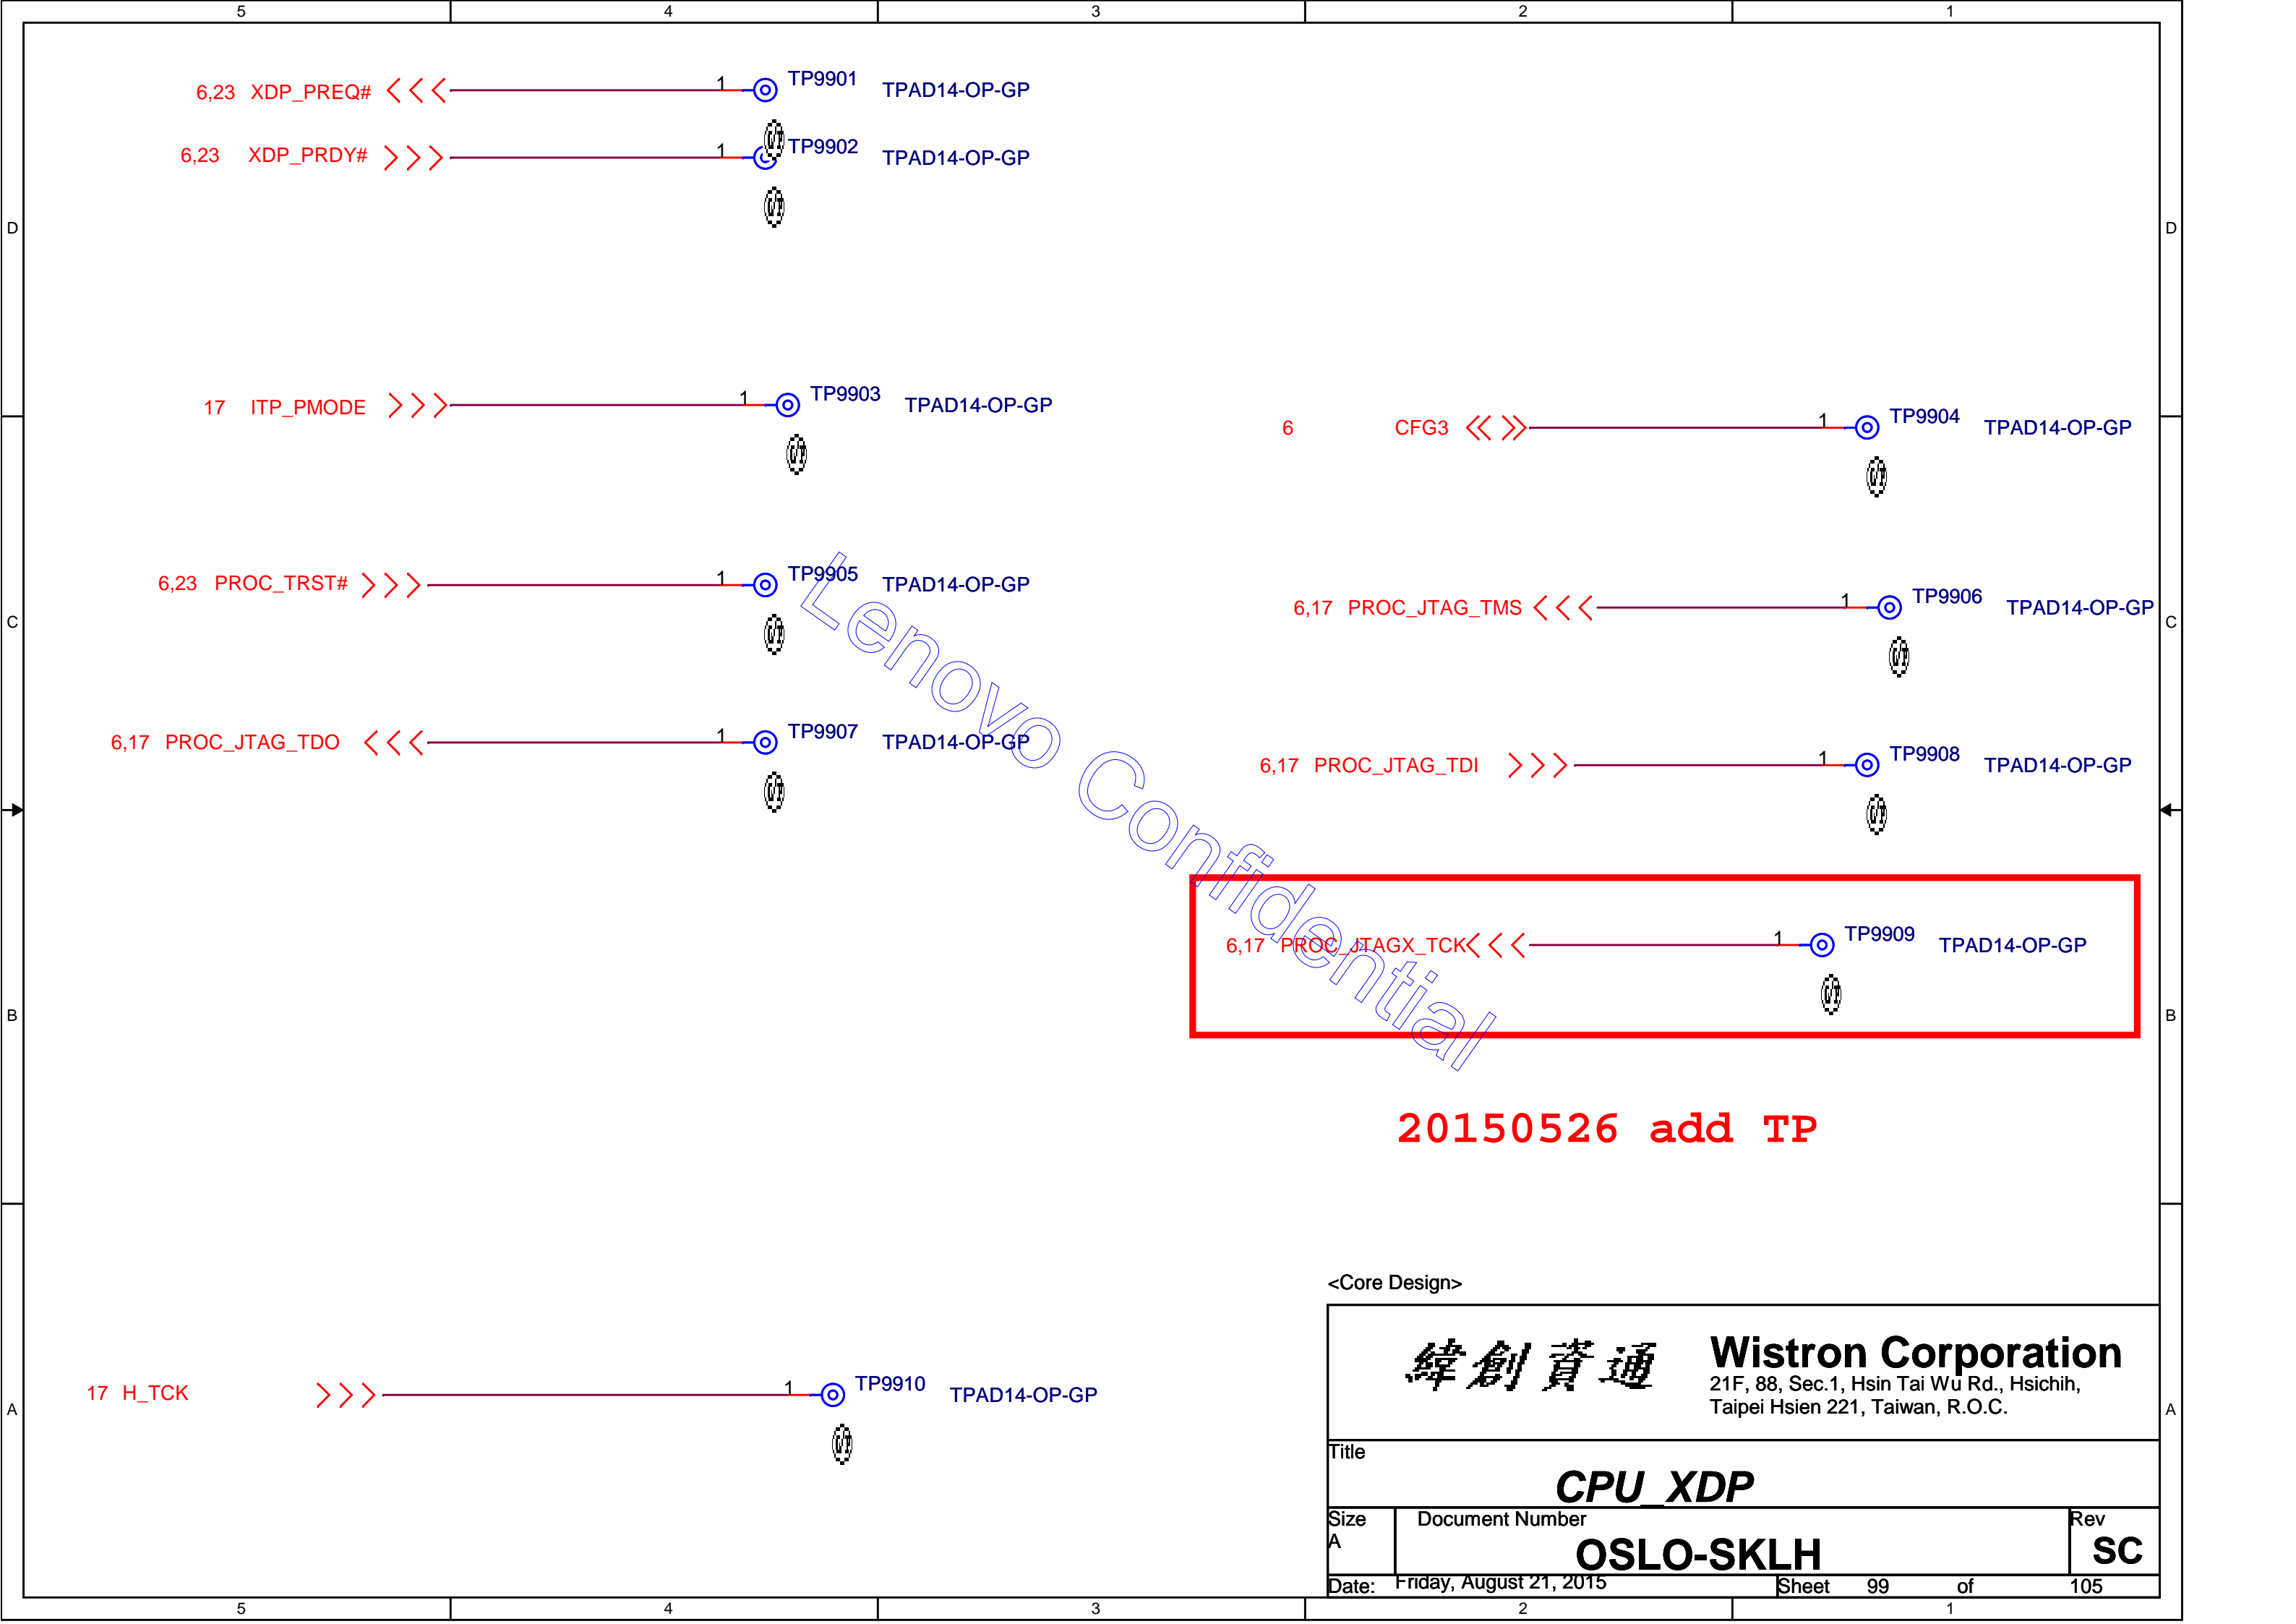 5 4 3 2 1
6,23 XDP_PREQ# 1 TP9901 TPAD14-OP-GP
6,23 XDP_PRDY# 1 TP9902 TPAD14-OP-GP
D D
17 ITP_PMODE 1 TP9903 TPAD14-OP-GP
6 CFG3 1 TP9904 TPAD14-OP-GP
6,23 PROC_TRST# 1 TP9905 TPAD14-OP-GP
6,17 PROC_JTAG_TMS 1 TP9906 TPAD14-OP-GP
C C
6,17 PROC_JTAG_TDO 1 TP9907 TPAD14-OP-GP
6,17 PROC_JTAG_TDI 1 TP9908 TPAD14-OP-GP
Lenovo Confidential
6,17 PROC_JTAGX_TCK 1 TP9909 TPAD14-OP-GP
B B
20150526 add TP
<Core Design>
17 H_TCK 1 TP9910 TPAD14-OP-GP
A A
緯創資通 Wistron Corporation
21F, 88, Sec.1, Hsin Tai Wu Rd., Hsichih,
Taipei Hsien 221, Taiwan, R.O.C.
Title
CPU_XDP
Size Document Number Rev
A OSLO-SKLH SC
Date: Friday, August 21, 2015 Sheet 99 of 105
5 4 3 2 1